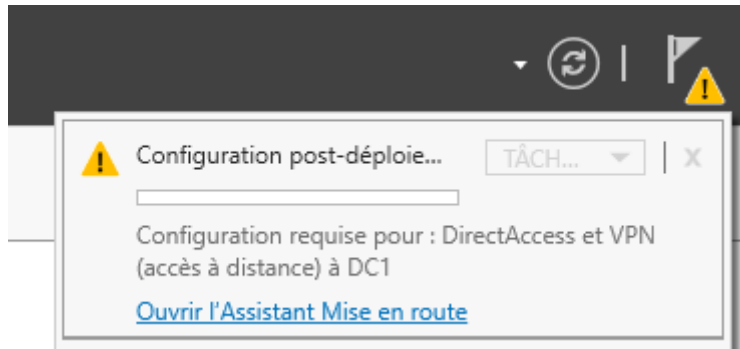 Configuration post-déploie...
TÂCH...
Configuration requise pour : DirectAccess et VPN
(accès à distance) à DC1
Ouvrir l'Assistant Mise en route